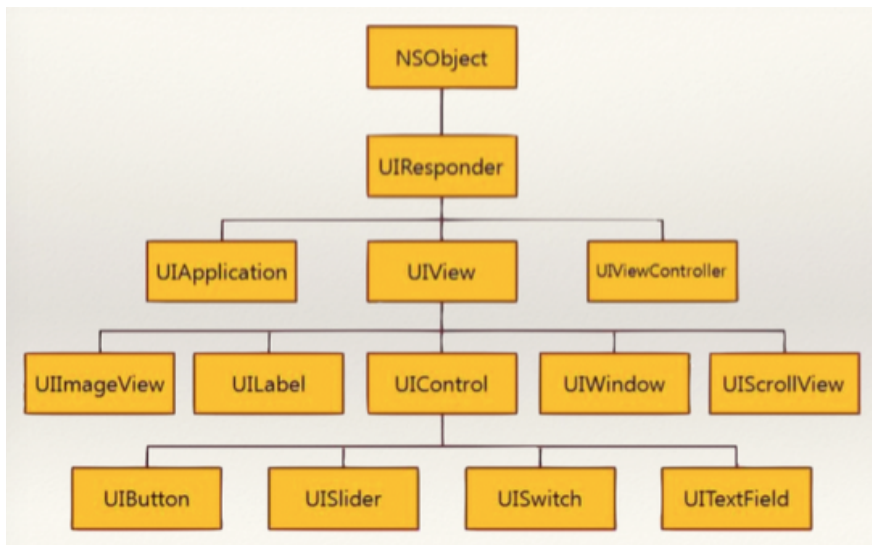 NSObject
UIResponder
UIApplication
UIView
UIViewController
UIImageView
UILabel
UIControl
UIWindow
UIScrollView
UIButton
UISlider
UISwitch
UITextField